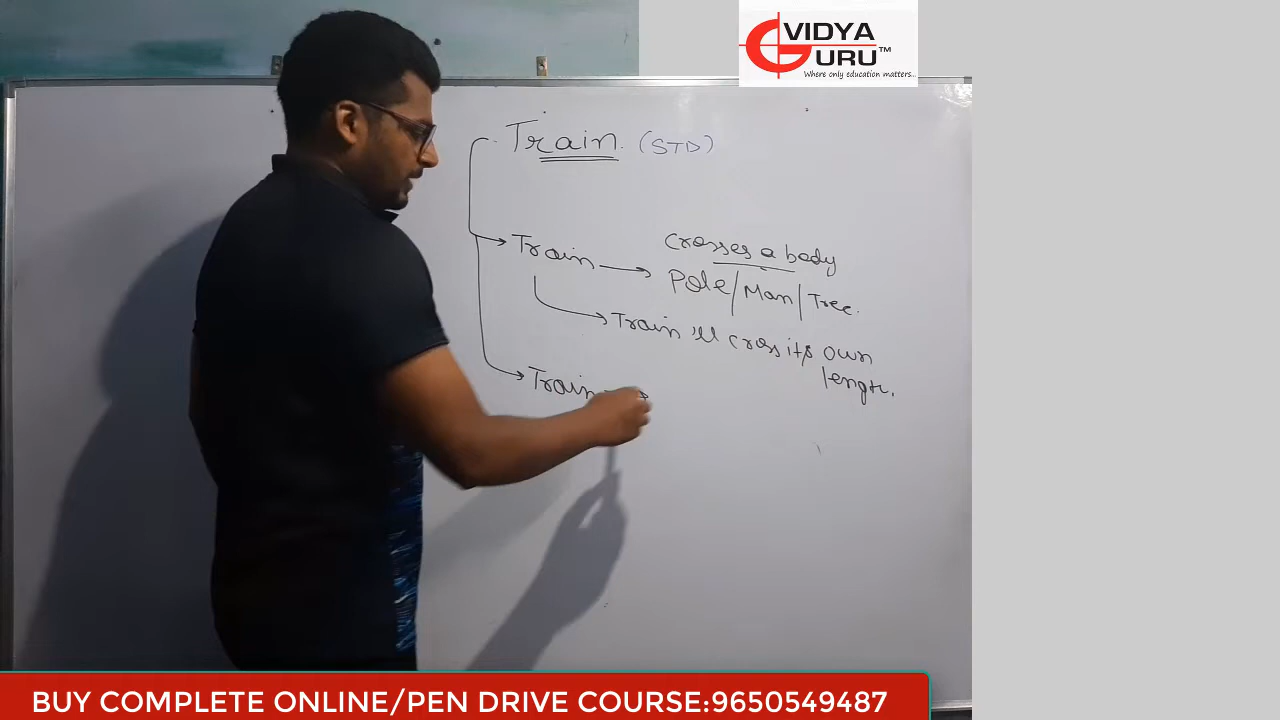 VIDYA
GURU™
Where only education matters...
Train. (STD)
Train → crosses a body
Pole/Man/Tree.
Train 'll cross its own
length.
Train →
BUY COMPLETE ONLINE/PEN DRIVE COURSE:9650549487